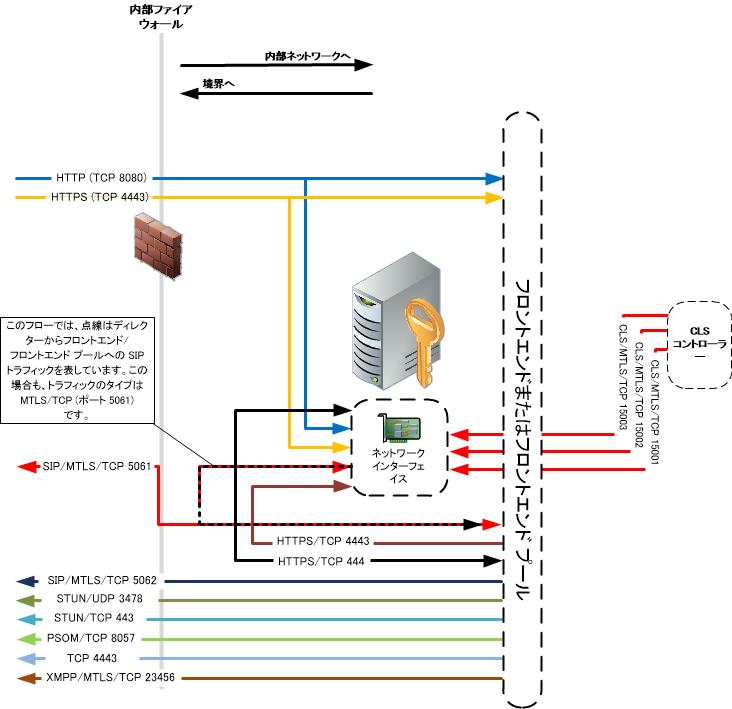 内部ファイア
ウォール
内部ネットワークへ
境界へ
HTTP (TCP 8080)
HTTPS (TCP 4443)
このフローでは、点線はディレク
ターからフロントエンド/
フロントエンド プールへの SIP
トラフィックを表しています。この
場合も、トラフィックのタイプは
MTLS/TCP (ポート 5061)
です。
フロントエンドまたはフロントエンド プール
CLS
コントローラ
ー
CLS/MTLS/TCP 15003
CLS/MTLS/TCP 15002
CLS/MTLS/TCP 15001
ネットワーク
インターフェ
イス
SIP/MTLS/TCP 5061
HTTPS/TCP 4443
HTTPS/TCP 444
SIP/MTLS/TCP 5062
STUN/UDP 3478
STUN/TCP 443
PSOM/TCP 8057
TCP 4443
XMPP/MTLS/TCP 23456